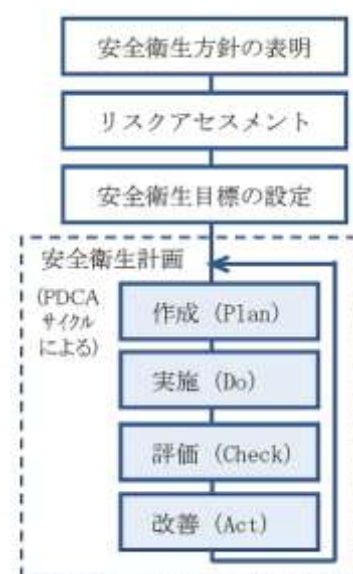 安全衛生方針の表明
リスクアセスメント
安全衛生目標の設定
安全衛生計画
(PDCA
サイクル
による)
作成 (Plan)
実施 (Do)
評価 (Check)
改善 (Act)